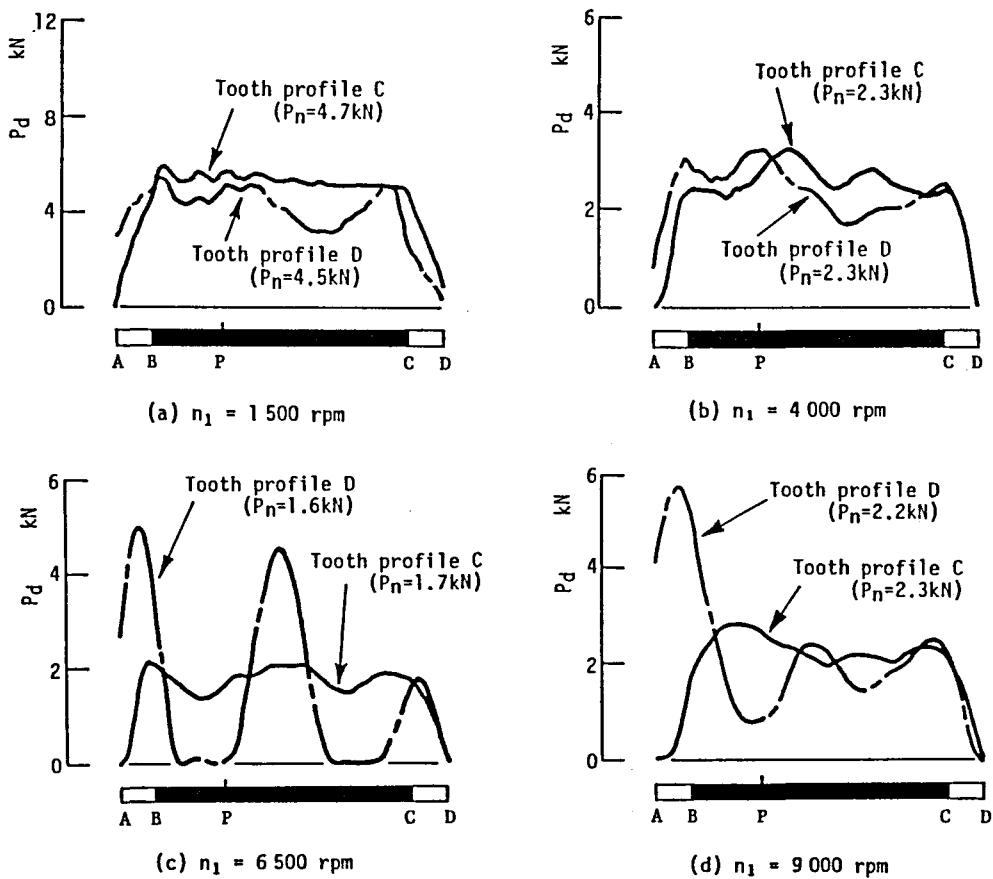 12
8
4
0
kN
Pd
Tooth profile C
(Pn=4.7kN)
Tooth profile D
(Pn=4.5kN)
A B P C D
(a) n1 = 1 500 rpm
6
4
2
0
kN
Pd
Tooth profile C
(Pn=2.3kN)
Tooth profile D
(Pn=2.3kN)
A B P C D
(b) n1 = 4 000 rpm
6
4
2
0
kN
Pd
Tooth profile D
(Pn=1.6kN)
Tooth profile C
(Pn=1.7kN)
A B P C D
(c) n1 = 6 500 rpm
6
4
2
0
kN
Pd
Tooth profile D
(Pn=2.2kN)
Tooth profile C
(Pn=2.3kN)
A B P C D
(d) n1 = 9 000 rpm